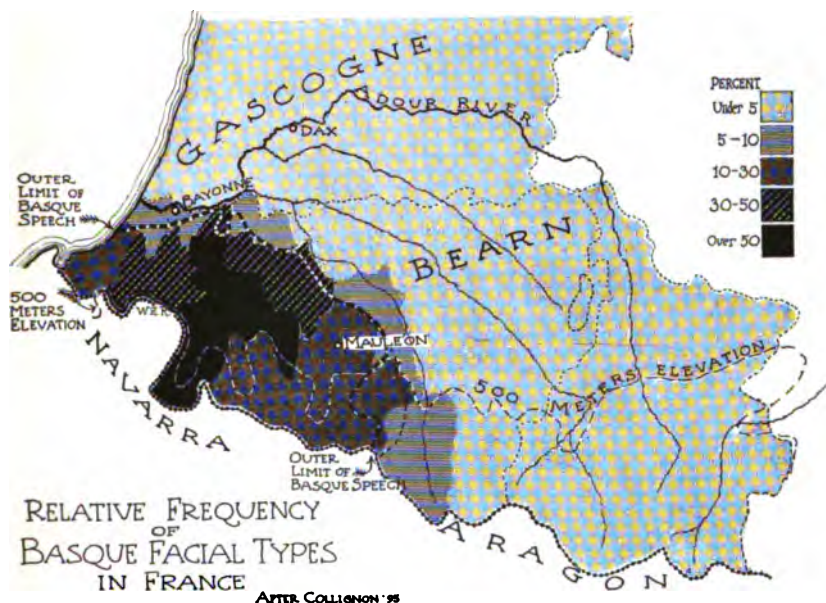 GASCOGNE
ADOUR RIVER
DAX
BAYONNE
OUTER
LIMIT OF
BASQUE
SPEECH
500
METERS
ELEVATION
NAVARRA
BEARN
MAULEON
500 METERS ELEVATION
OUTER
LIMIT OF
BASQUE SPEECH
ARAGON
PERCENT
Under 5
5-10
10-30
30-50
Over 50
RELATIVE FREQUENCY
OF
BASQUE FACIAL TYPES
IN FRANCE
AFTER COLLIGNON '95